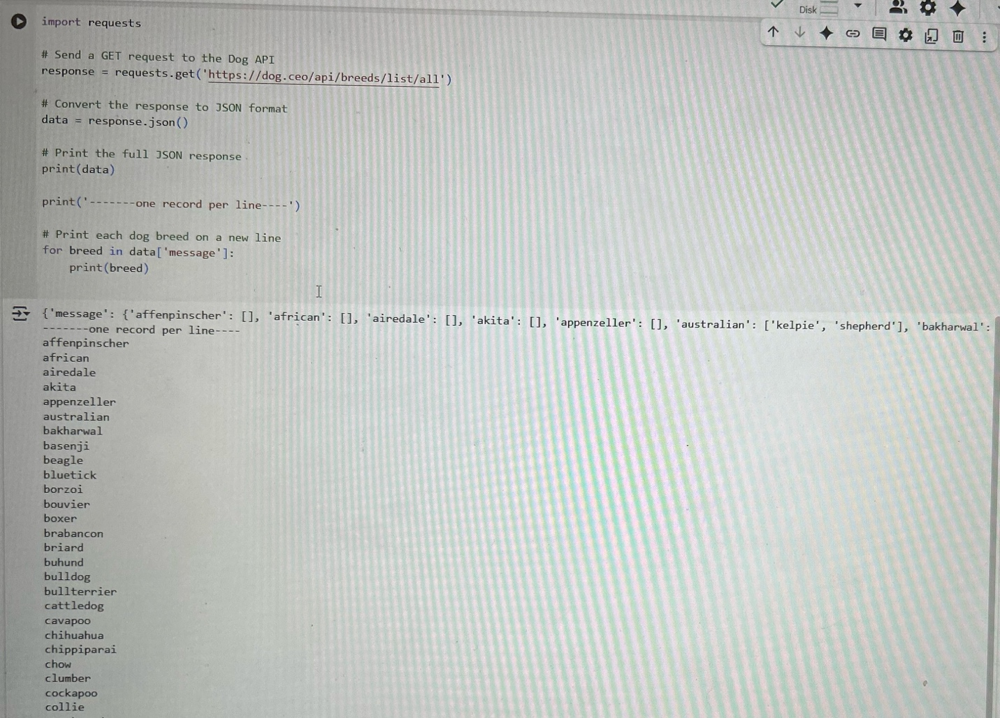 Disk
import requests
# Send a GET request to the Dog API
response = requests.get('https://dog.ceo/api/breeds/list/all')
# Convert the response to JSON format
data = response.json()
# Print the full JSON response
print(data)
print('-------one record per line----')
# Print each dog breed on a new line
for breed in data['message']:
    print(breed)
{'message': {'affenpinscher': [], 'african': [], 'airedale': [], 'akita': [], 'appenzeller': [], 'australian': ['kelpie', 'shepherd'], 'bakharwal':
-------one record per line----
affenpinscher
african
airedale
akita
appenzeller
australian
bakharwal
basenji
beagle
bluetick
borzoi
bouvier
boxer
brabancon
briard
buhund
bulldog
bullterrier
cattledog
cavapoo
chihuahua
chippiparai
chow
clumber
cockapoo
collie